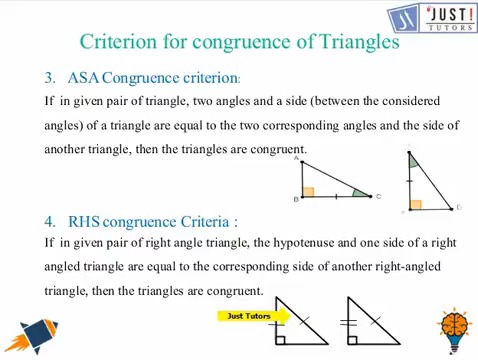 JUST!
TUTORS
Criterion for congruence of Triangles
3. ASA Congruence criterion:
If in given pair of triangle, two angles and a side (between the considered
angles) of a triangle are equal to the two corresponding angles and the side of
another triangle, then the triangles are congruent.
A
B
C
D
4. RHS congruence Criteria :
If in given pair of right angle triangle, the hypotenuse and one side of a right
angled triangle are equal to the corresponding side of another right-angled
triangle, then the triangles are congruent.
Just Tutors